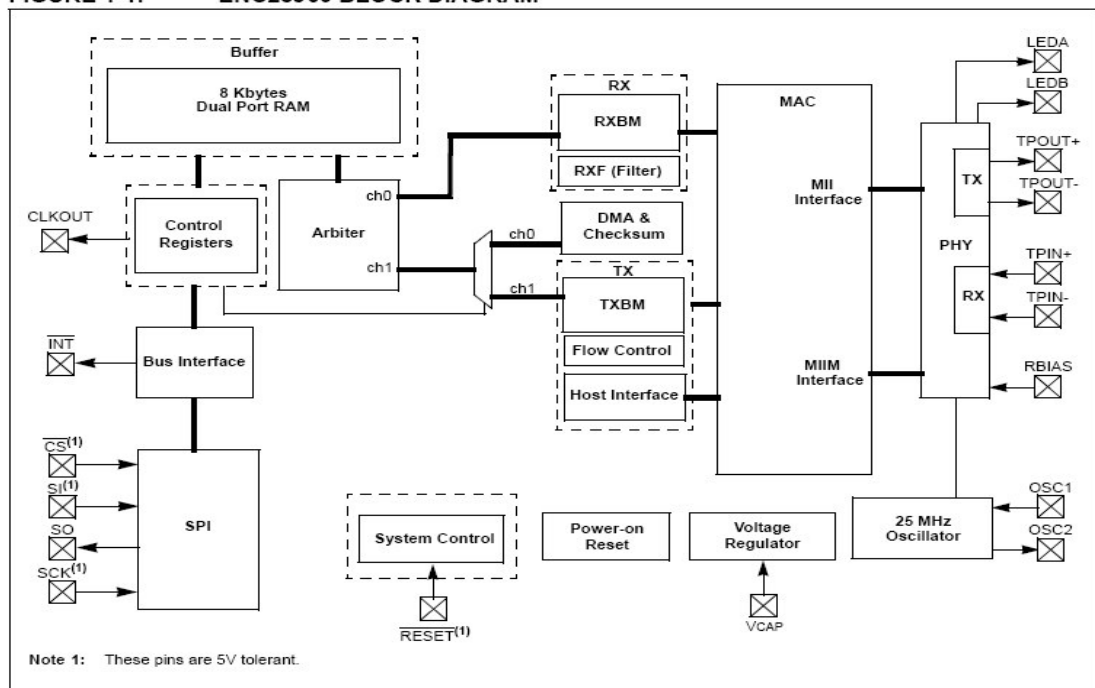 Buffer
8 Kbytes
Dual Port RAM
CLKOUT
Control
Registers
Arbiter
ch0
ch1
ch0
ch1
RX
RXBM
RXF (Filter)
DMA &
Checksum
TX
TXBM
Flow Control
Host Interface
MAC
MII
Interface
MIIM
Interface
PHY
TX
RX
LEDA
LEDB
TPOUT+
TPOUT-
TPIN+
TPIN-
RBIAS
INT
Bus Interface
CS(1)
SI(1)
SO
SCK(1)
SPI
System Control
RESET(1)
Power-on
Reset
Voltage
Regulator
VCAP
25 MHz
Oscillator
OSC1
OSC2
Note 1: These pins are 5V tolerant.